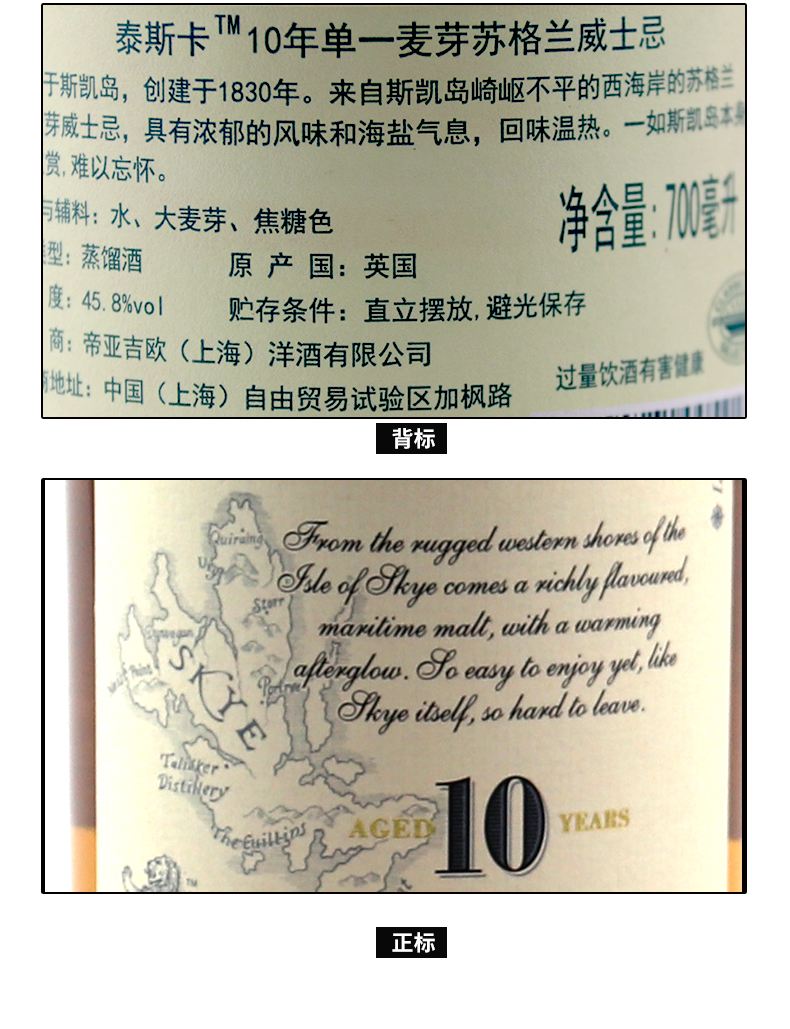 泰斯卡™10年单一麦芽苏格兰威士忌
于斯凯岛，创建于1830年。来自斯凯岛崎岖不平的西海岸的苏格兰
芽威士忌，具有浓郁的风味和海盐气息，回味温热。一如斯凯岛本身
赏,难以忘怀。
与辅料：水、大麦芽、焦糖色
净含量：700毫升
型：蒸馏酒
原 产 国：英国
度：45.8%vol
贮存条件：直立摆放,避光保存
商：帝亚吉欧（上海）洋酒有限公司
地址：中国（上海）自由贸易试验区加枫路
过量饮酒有害健康
背标
From the rugged western shores of the
Isle of Skye comes a richly flavoured,
maritime malt, with a warming
afterglow. So easy to enjoy yet, like
Skye itself, so hard to leave.
Quiraing
Storr
SKYE
Portree
Talisker
Distillery
The Cuillins
AGED 10 YEARS
TM
正标